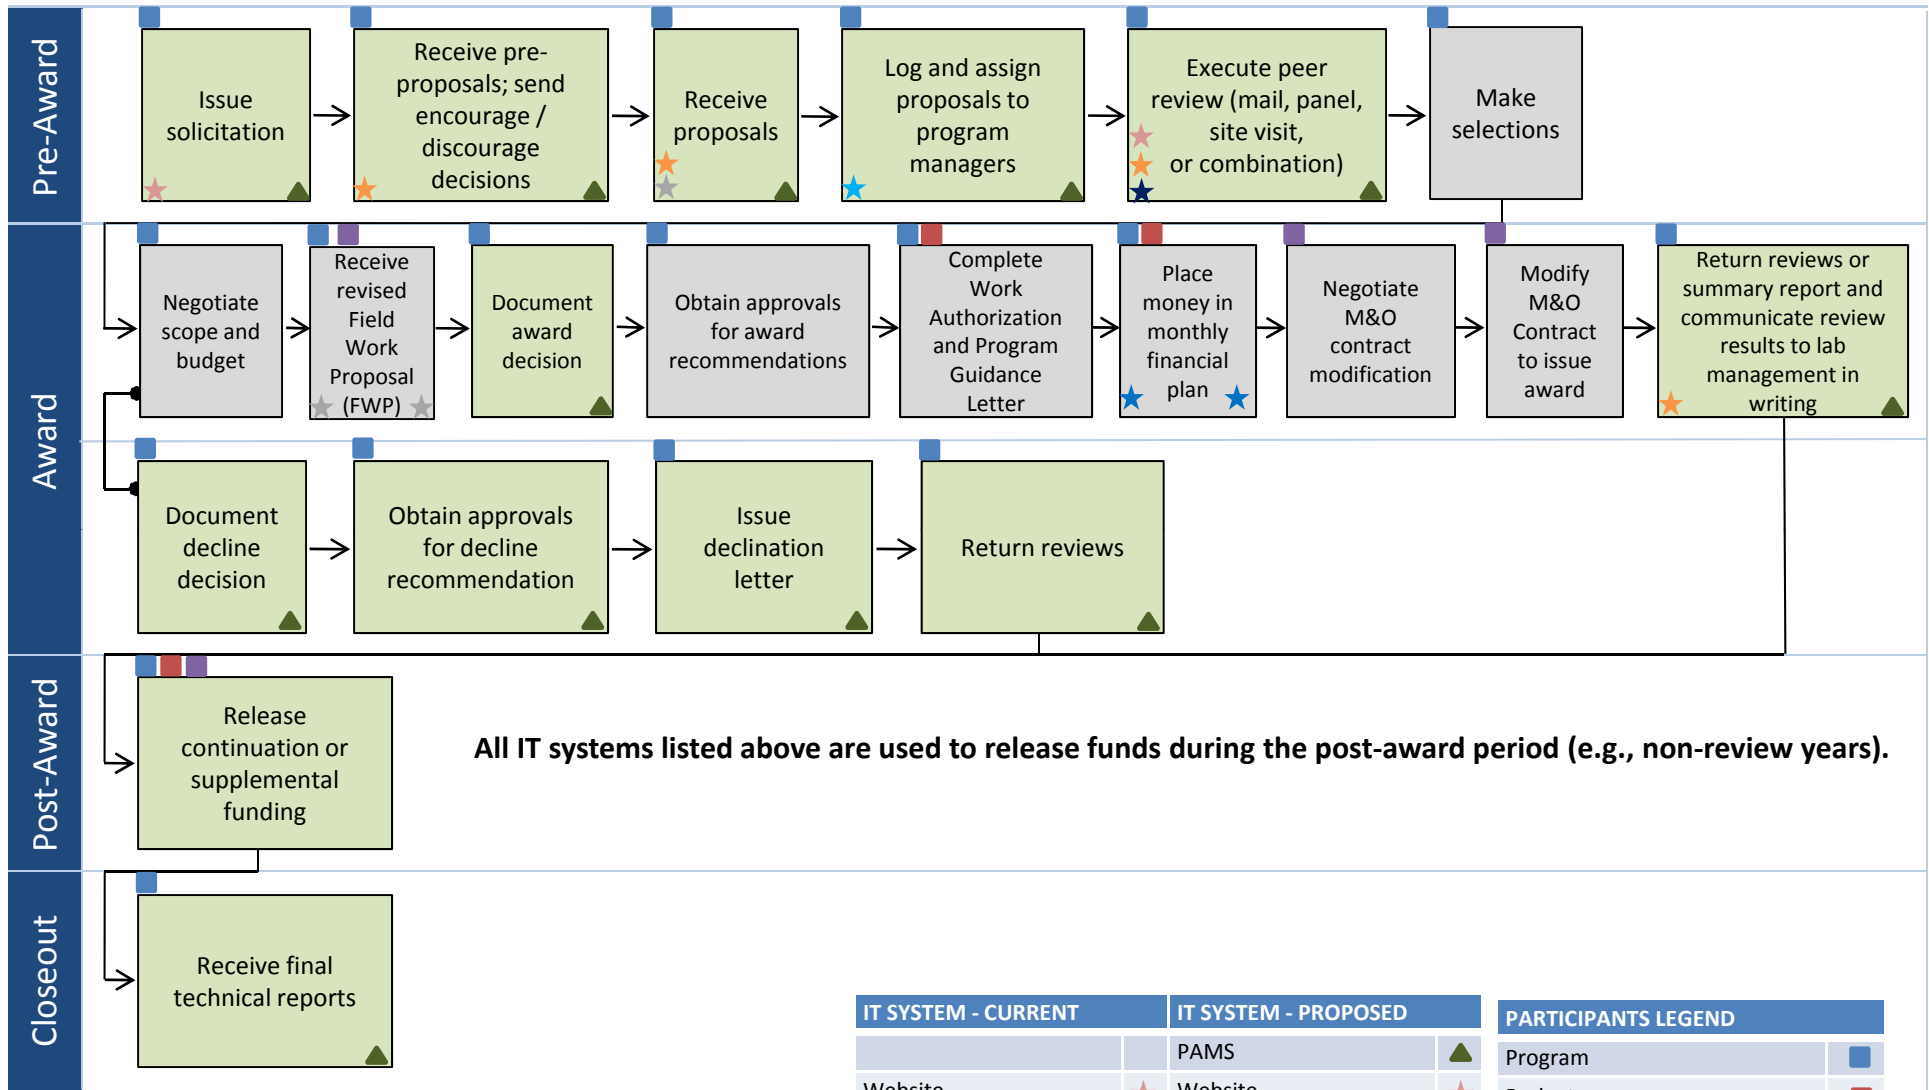 Pre-Award
Issue
solicitation
Receive pre-
proposals; send
encourage /
discourage
decisions
Receive
proposals
Log and assign
proposals to
program
managers
Execute peer
review (mail, panel,
site visit,
or combination)
Make
selections
Award
Negotiate
scope and
budget
Receive
revised
Field
Work
Proposal
(FWP)
Document
award
decision
Obtain approvals
for award
recommendations
Complete
Work
Authorization
and Program
Guidance
Letter
Place
money in
monthly
financial
plan
Negotiate
M&O
contract
modification
Modify
M&O
Contract
to issue
award
Return reviews or
summary report and
communicate review
results to lab
management in
writing
Document
decline
decision
Obtain approvals
for decline
recommendation
Issue
declination
letter
Return reviews
Post-Award
Release
continuation or
supplemental
funding
All IT systems listed above are used to release funds during the post-award period (e.g., non-review years).
Closeout
Receive final
technical reports
IT SYSTEM - CURRENT
IT SYSTEM - PROPOSED
PAMS
Website
Website
PARTICIPANTS LEGEND
Program